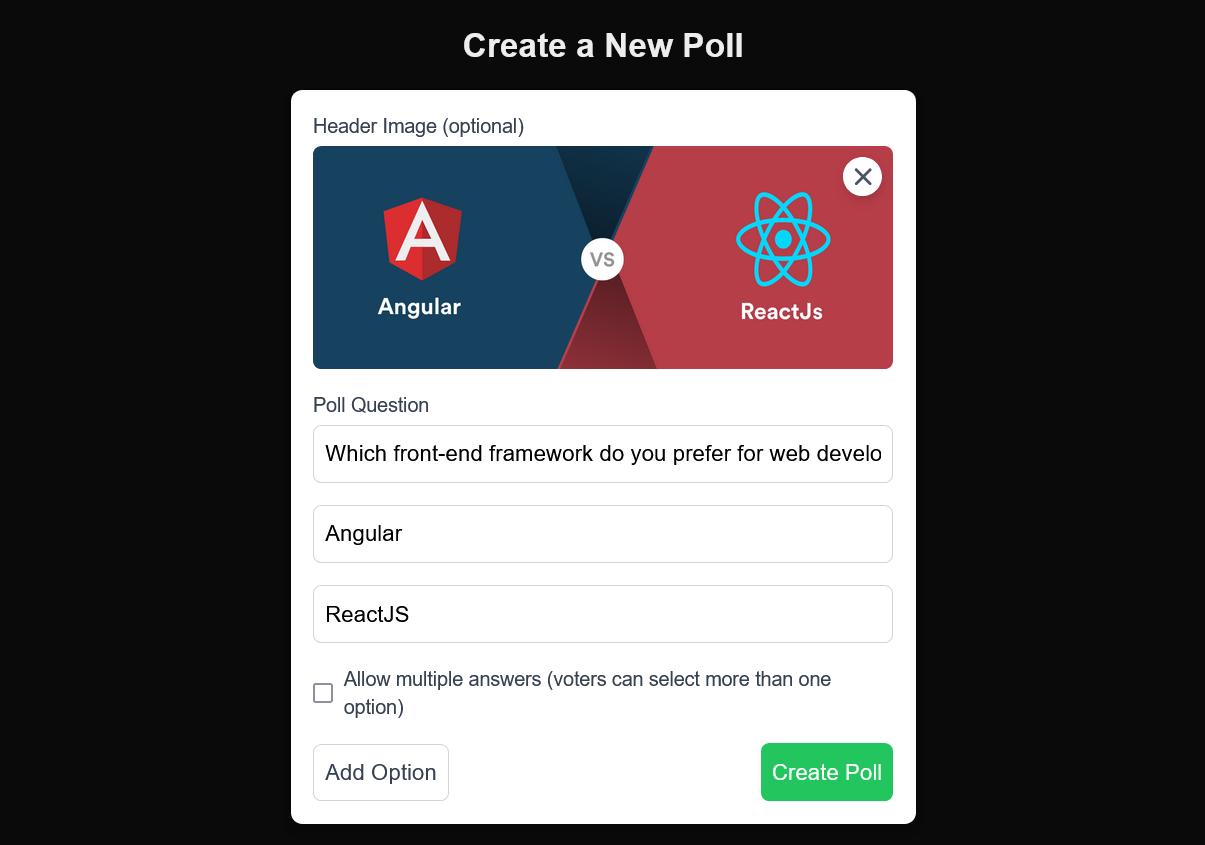 Create a New Poll
Header Image (optional)
Angular
VS
ReactJs
Poll Question
Which front-end framework do you prefer for web develo
Angular
ReactJS
Allow multiple answers (voters can select more than one
option)
Add Option
Create Poll